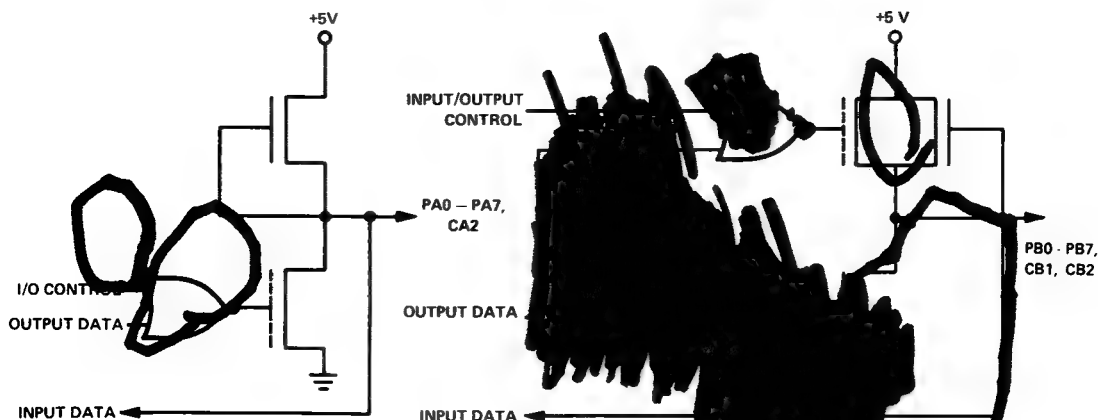 +5V
PA0 – PA7,
CA2
I/O CONTROL
OUTPUT DATA
INPUT DATA
+5 V
INPUT/OUTPUT
CONTROL
PB0 - PB7,
CB1, CB2
OUTPUT DATA
INPUT DATA